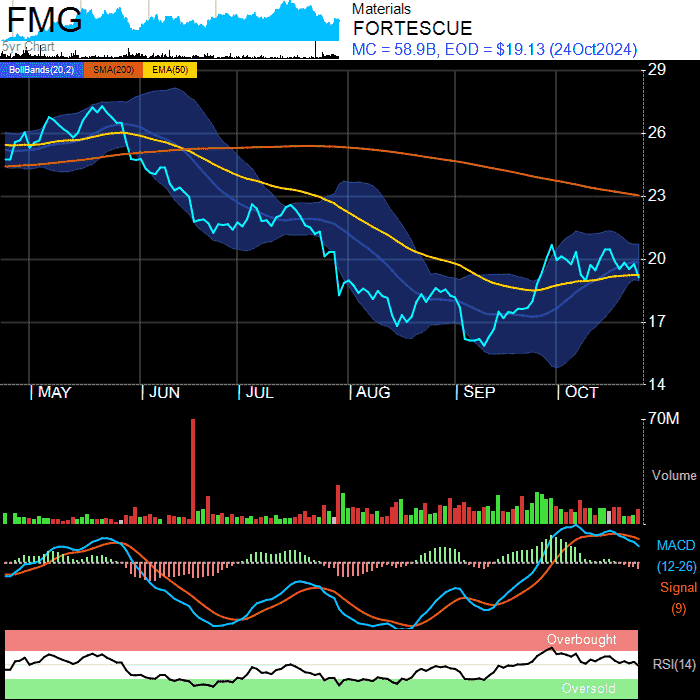 FMG
5yr Chart
Materials
FORTESCUE
MC = 58.9B, EOD = $19.13 (24Oct2024)
BollBands(20,2) SMA(200) EMA(50)
29
26
23
20
17
14
MAY JUN JUL AUG SEP OCT
70M
Volume
MACD
(12-26)
Signal
(9)
Overbought
RSI(14)
Oversold